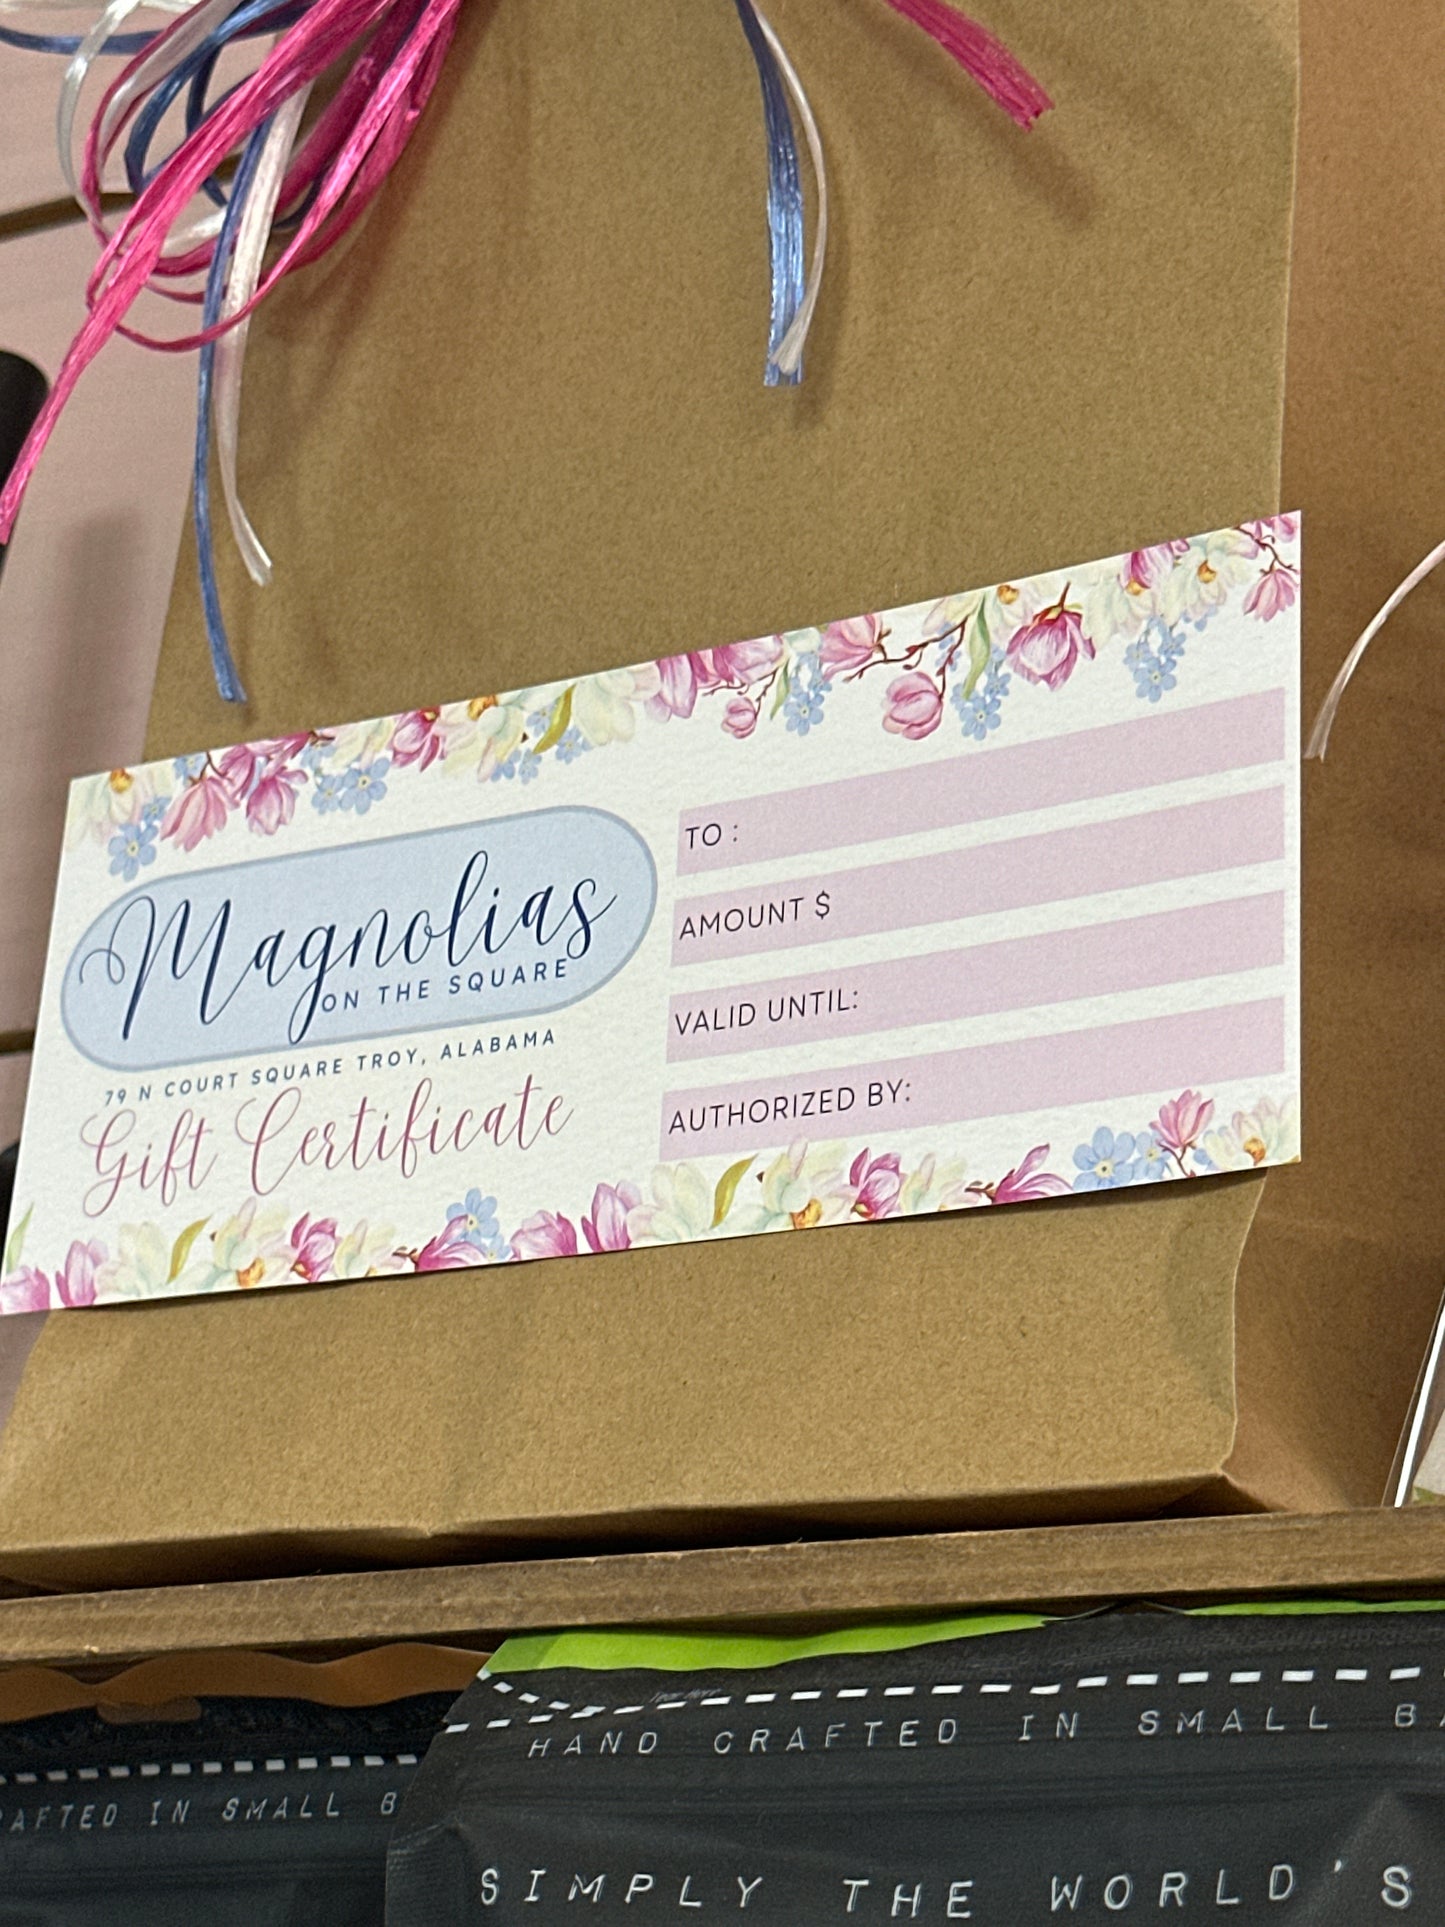 Magnolias
ON THE SQUARE
79 N COURT SQUARE TROY, ALABAMA
Gift Certificate
TO :
AMOUNT $
VALID UNTIL:
AUTHORIZED BY:
HAND CRAFTED IN SMALL
IN SMALL
SIMPLY THE WORLD'S